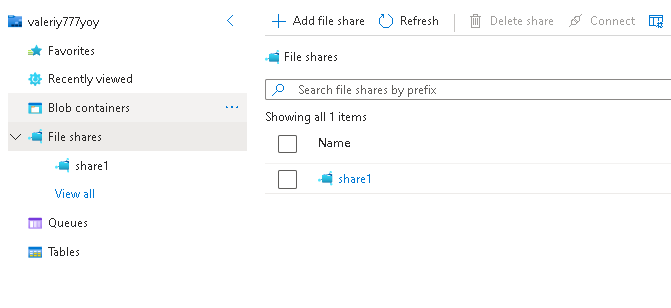 valeriy777yoy
Favorites
Recently viewed
Blob containers
File shares
share1
View all
Queues
Tables
Add file share
Refresh
Delete share
Connect
File shares
Search file shares by prefix
Showing all 1 items
Name
share1